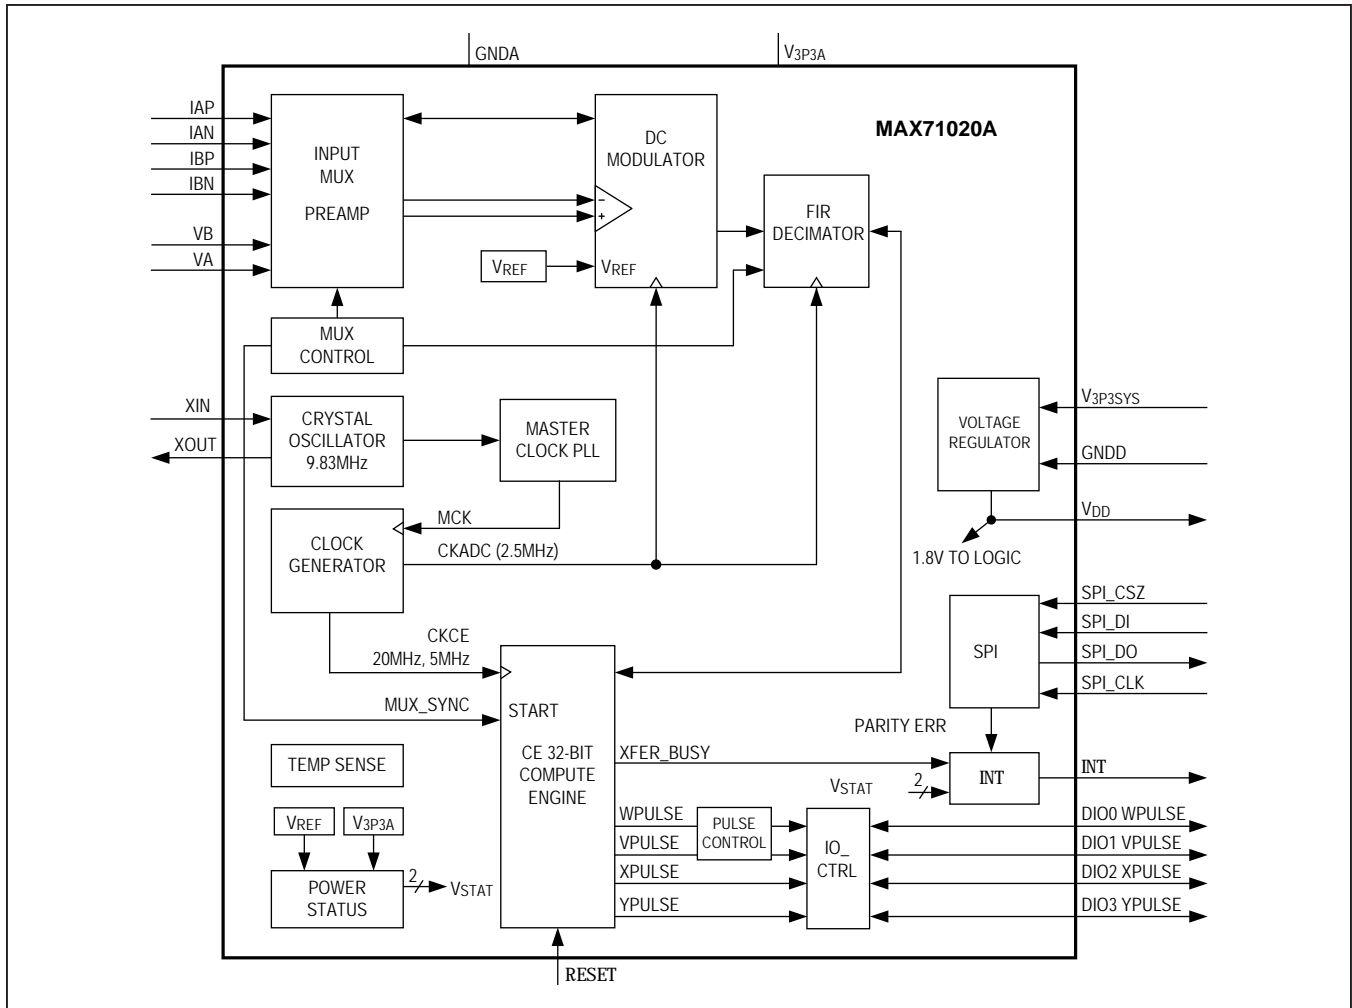 GNDA
V3P3A
MAX71020A
IAP
IAN
IBP
IBN
VB
VA
INPUT
MUX
PREAMP
DC
MODULATOR
−
+
VREF
VREF
FIR
DECIMATOR
MUX
CONTROL
XIN
XOUT
CRYSTAL
OSCILLATOR
9.83MHz
MASTER
CLOCK PLL
VOLTAGE
REGULATOR
V3P3SYS
GNDD
VDD
1.8V TO LOGIC
MCK
CLOCK
GENERATOR
CKADC (2.5MHz)
CKCE
20MHz, 5MHz
MUX_SYNC
START
CE 32-BIT
COMPUTE
ENGINE
SPI
SPI_CSZ
SPI_DI
SPI_DO
SPI_CLK
PARITY ERR
XFER_BUSY
VSTAT
2
INT
INT
TEMP SENSE
VREF
V3P3A
POWER
STATUS
2
VSTAT
WPULSE
VPULSE
XPULSE
YPULSE
PULSE
CONTROL
IO_
CTRL
DIO0 WPULSE
DIO1 VPULSE
DIO2 XPULSE
DIO3 YPULSE
RESET